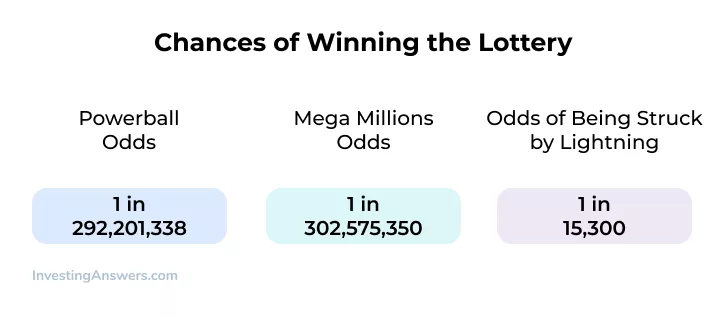 Chances of Winning the Lottery
Powerball
Odds
1 in
292,201,338
Mega Millions
Odds
1 in
302,575,350
Odds of Being Struck
by Lightning
1 in
15,300
InvestingAnswers.com